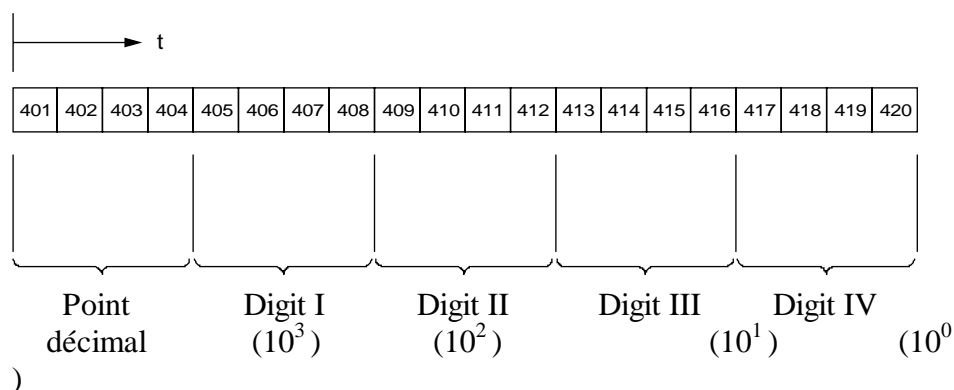 t
401 402 403 404 405 406 407 408 409 410 411 412 413 414 415 416 417 418 419 420
Point Digit I Digit II Digit III Digit IV
décimal (10³ ) (10² ) (10¹ ) (10⁰
)